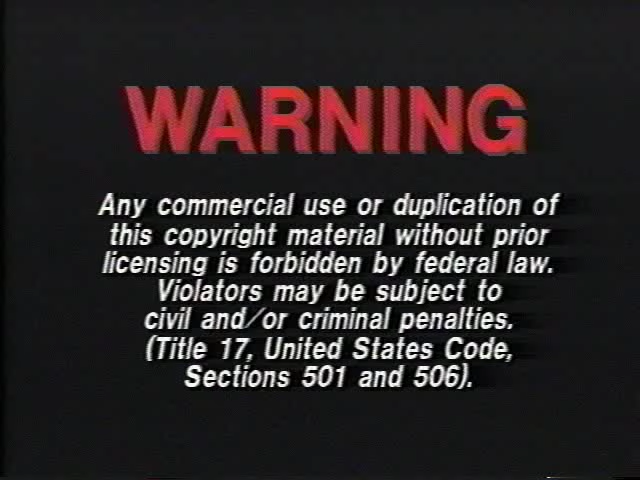 WARNING
Any commercial use or duplication of
this copyright material without prior
licensing is forbidden by federal law.
Violators may be subject to
civil and/or criminal penalties.
(Title 17, United States Code,
Sections 501 and 506).